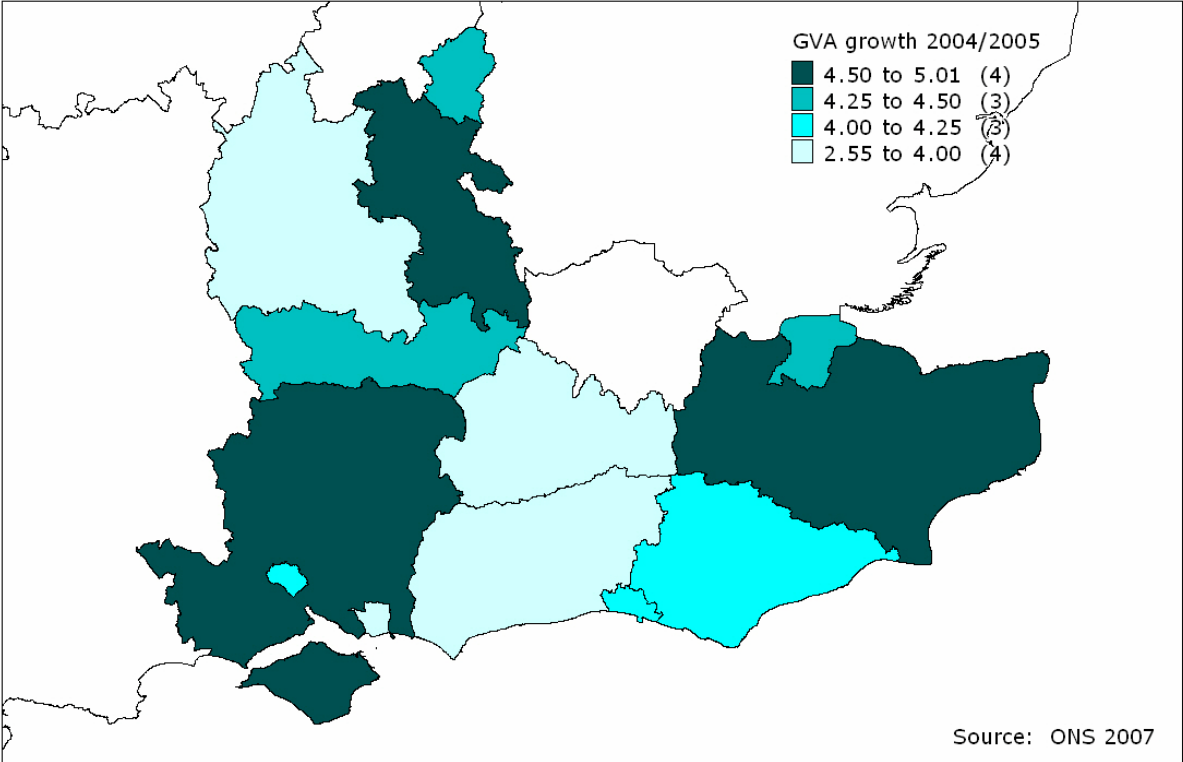 GVA growth 2004/2005
4.50 to 5.01 (4)
4.25 to 4.50 (3)
4.00 to 4.25 (3)
2.55 to 4.00 (4)
Source: ONS 2007